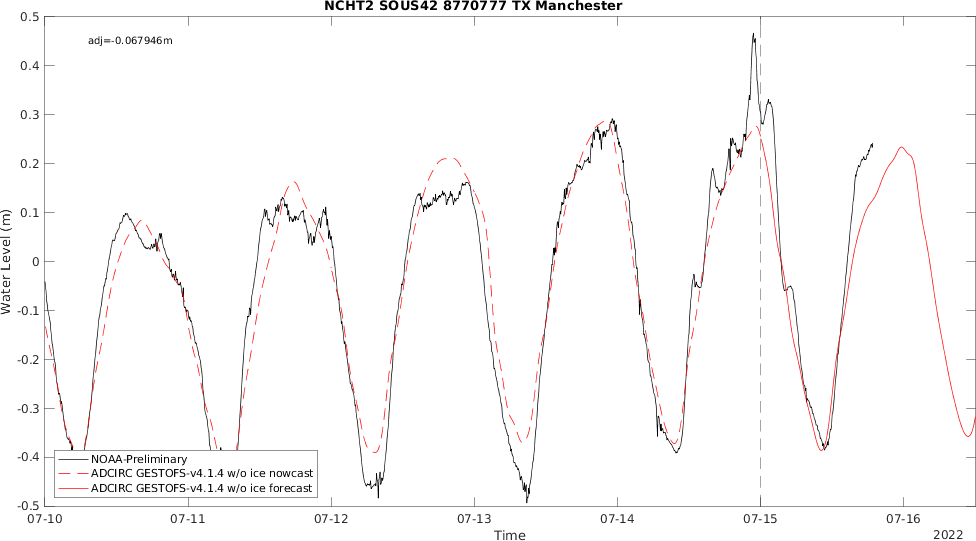 NCHT2 SOUS42 8770777 TX Manchester
adj=-0.067946m
0.5
0.4
0.3
0.2
0.1
0
-0.1
-0.2
-0.3
-0.4
-0.5
Water Level (m)
NOAA-Preliminary
ADCIRC GESTOFS-v4.1.4 w/o ice nowcast
ADCIRC GESTOFS-v4.1.4 w/o ice forecast
07-10 07-11 07-12 07-13 07-14 07-15 07-16
Time
2022